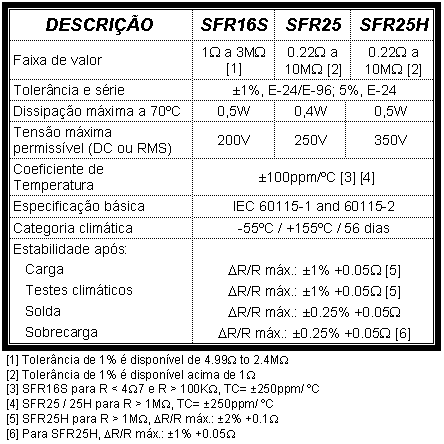 DESCRIÇÃO SFR16S SFR25 SFR25H
Faixa de valor 1Ω a 3MΩ [1] 0.22Ω a 10MΩ [2] 0.22Ω a 10MΩ [2]
Tolerância e série ±1%, E-24/E-96; 5%, E-24
Dissipação máxima a 70ºC 0,5W 0,4W 0,5W
Tensão máxima permissível (DC ou RMS) 200V 250V 350V
Coeficiente de Temperatura ±100ppm/ºC [3] [4]
Especificação básica IEC 60115-1 and 60115-2
Categoria climática -55ºC / +155ºC / 56 dias
Estabilidade após:
Carga ΔR/R máx.: ±1% +0.05Ω [5]
Testes climáticos ΔR/R máx.: ±1% +0.05Ω [5]
Solda ΔR/R máx.: ±0.25% +0.05Ω
Sobrecarga ΔR/R máx.: ±0.25% +0.05Ω [6]
[1] Tolerância de 1% é disponível de 4.99Ω to 2.4MΩ
[2] Tolerância de 1% é disponível acima de 1Ω
[3] SFR16S para R < 4Ω7 e R > 100KΩ, TC= ±250ppm/ ºC
[4] SFR25 / 25H para R > 1MΩ, TC= ±250ppm/ ºC
[5] SFR25H para R > 1MΩ, ΔR/R máx.: ±2% +0.1Ω
[6] Para SFR25H, ΔR/R máx.: ±1% +0.05Ω